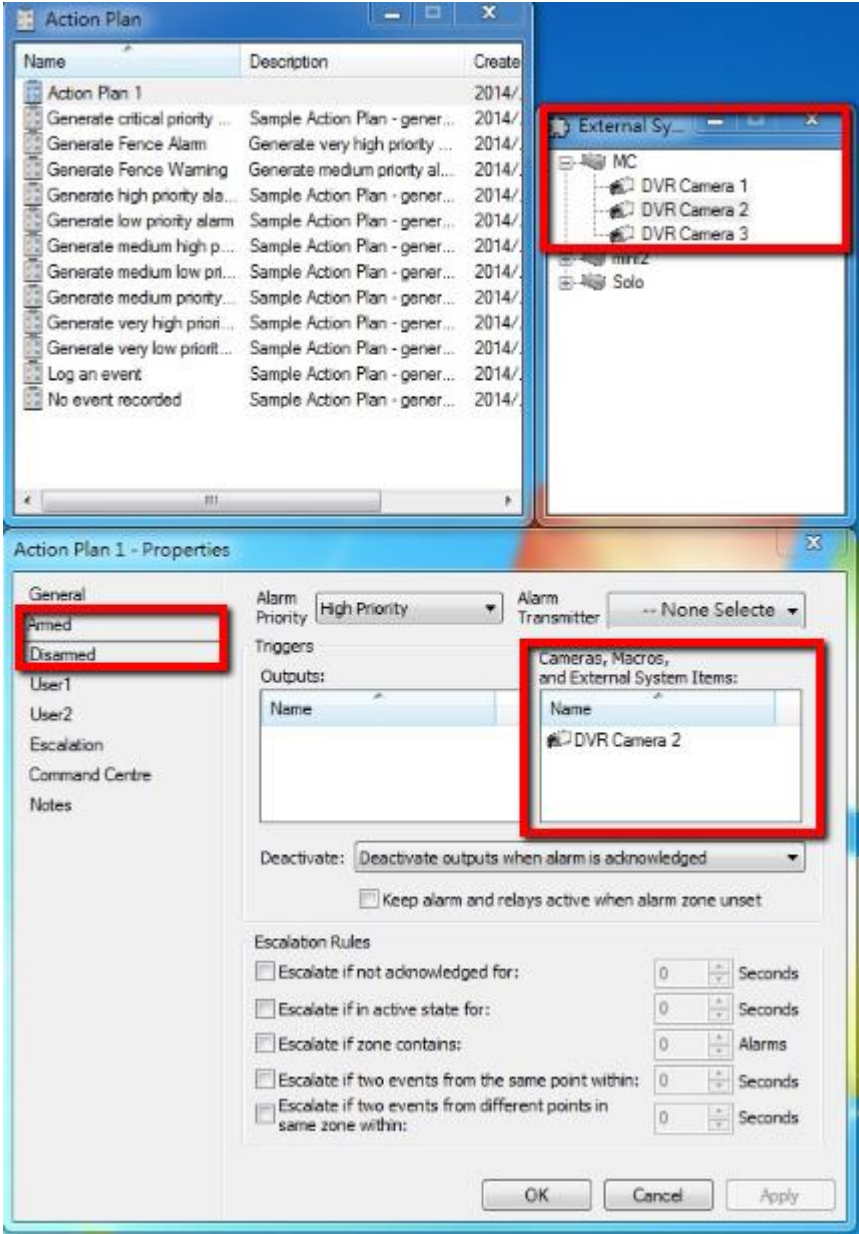 Action Plan
Name Description Create
Action Plan 1 2014/
Generate critical priority ... Sample Action Plan - gener... 2014/
Generate Fence Alarm Generate very high priority ... 2014/
Generate Fence Warning Generate medium priority al... 2014/
Generate high priority ala... Sample Action Plan - gener... 2014/
Generate low priority alarm Sample Action Plan - gener... 2014/
Generate medium high p... Sample Action Plan - gener... 2014/
Generate medium low pri... Sample Action Plan - gener... 2014/
Generate medium priority... Sample Action Plan - gener... 2014/
Generate very high priori... Sample Action Plan - gener... 2014/
Generate very low priorit... Sample Action Plan - gener... 2014/
Log an event Sample Action Plan - gener... 2014/
No event recorded Sample Action Plan - gener... 2014/
External Sy...
MC
DVR Camera 1
DVR Camera 2
DVR Camera 3
mini2
Solo
Action Plan 1 - Properties
General
Armed
Disarmed
User1
User2
Escalation
Command Centre
Notes
Alarm Priority High Priority
Alarm Transmitter -- None Selecte
Triggers
Outputs:
Name
Cameras, Macros,
and External System Items:
Name
DVR Camera 2
Deactivate: Deactivate outputs when alarm is acknowledged
Keep alarm and relays active when alarm zone unset
Escalation Rules
Escalate if not acknowledged for: 0 Seconds
Escalate if in active state for: 0 Seconds
Escalate if zone contains: 0 Alarms
Escalate if two events from the same point within: 0 Seconds
Escalate if two events from different points in
same zone within: 0 Seconds
OK Cancel Apply